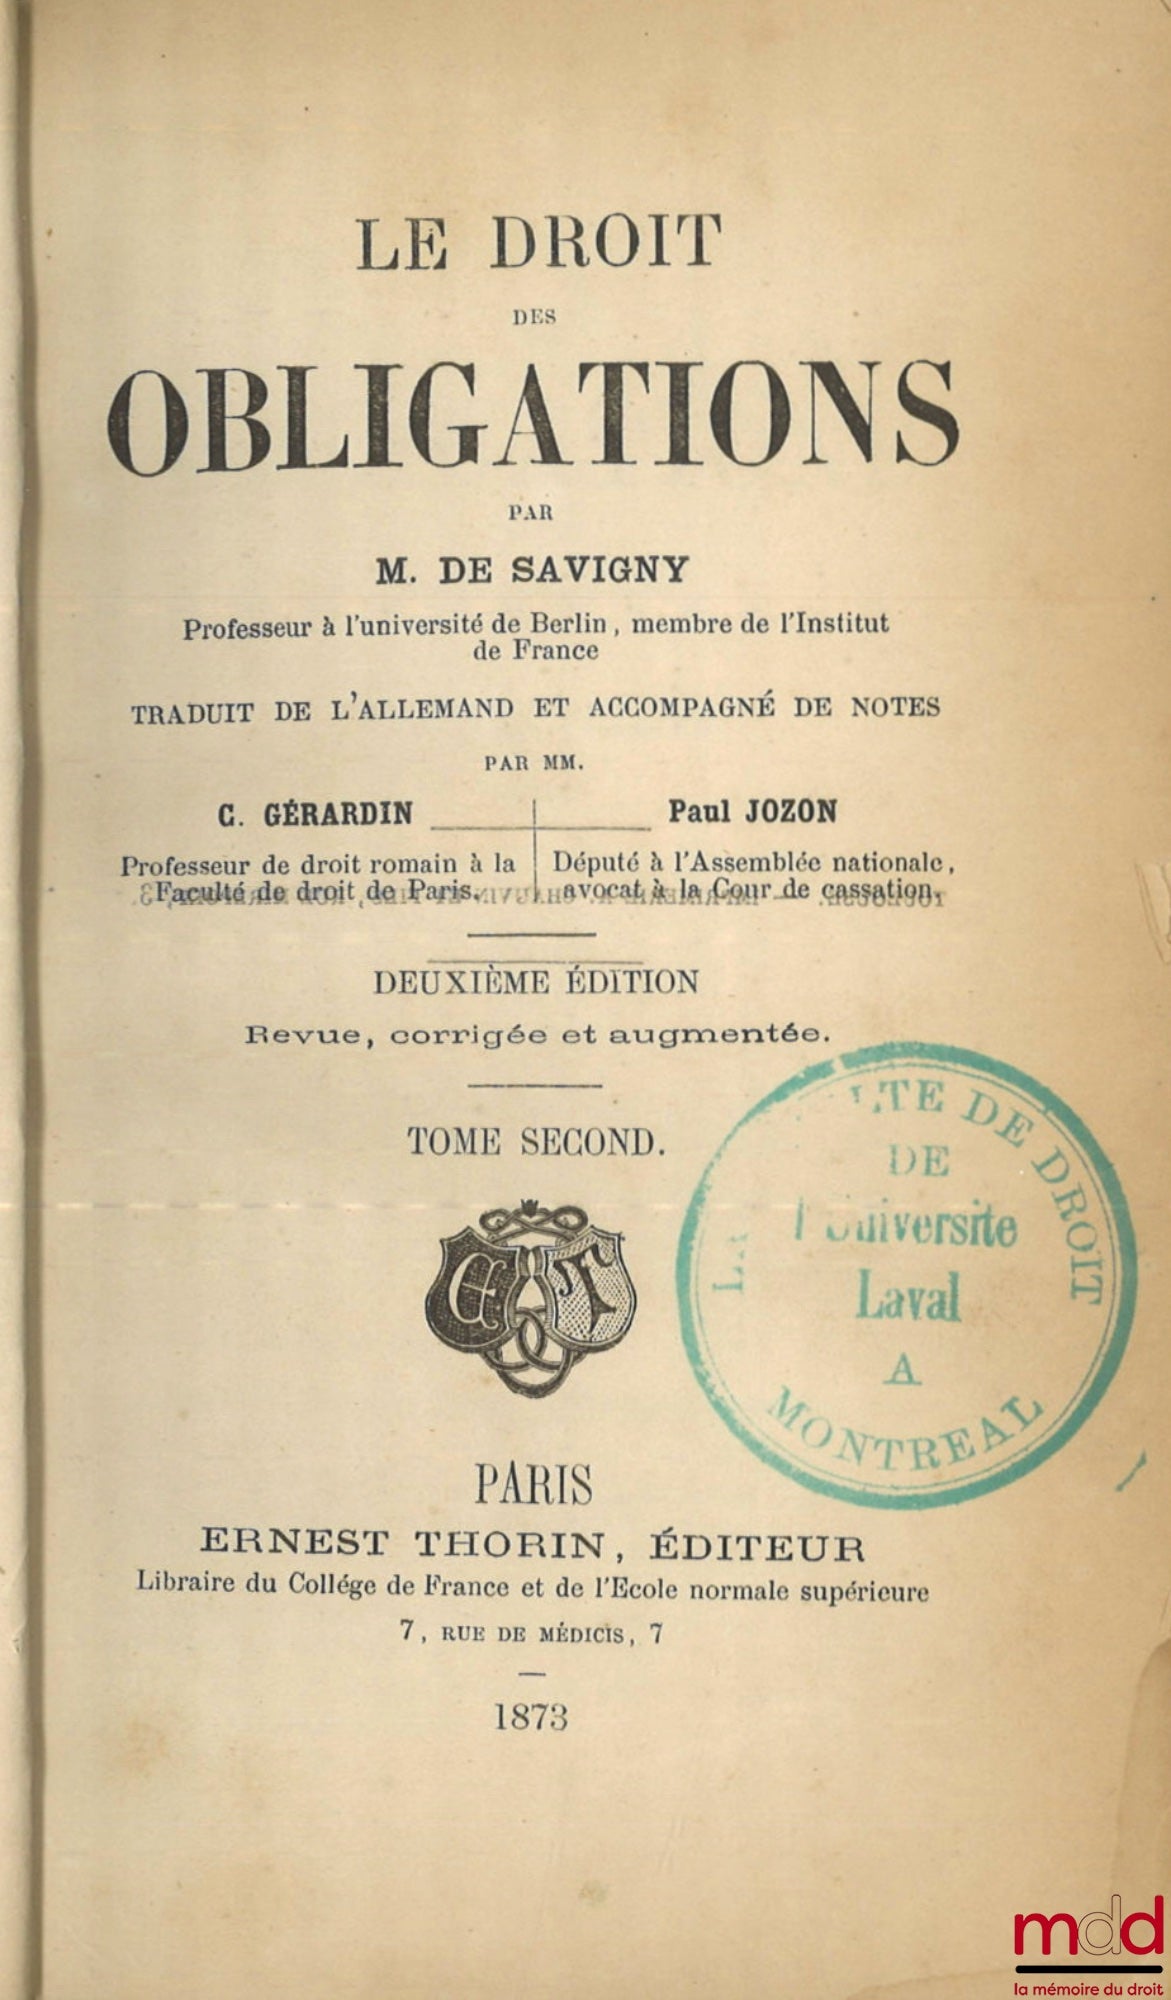 LE DROIT
DES
OBLIGATIONS
PAR
M. DE SAVIGNY
Professeur à l'université de Berlin, membre de l'Institut
de France
TRADUIT DE L'ALLEMAND ET ACCOMPAGNÉ DE NOTES
PAR MM.
C. GÉRARDIN
Professeur de droit romain à la
Faculté de droit de Paris.
Paul JOZON
Député à l'Assemblée nationale,
avocat à la Cour de cassation.
DEUXIÈME ÉDITION
Revue, corrigée et augmentée.
TOME SECOND.
ET
DE DROIT
DE
l'Universite
Laval
A
MONTREAL
PARIS
ERNEST THORIN, ÉDITEUR
Libraire du Collége de France et de l'Ecole normale supérieure
7, RUE DE MÉDICIS, 7
1873
mdd
la mémoire du droit